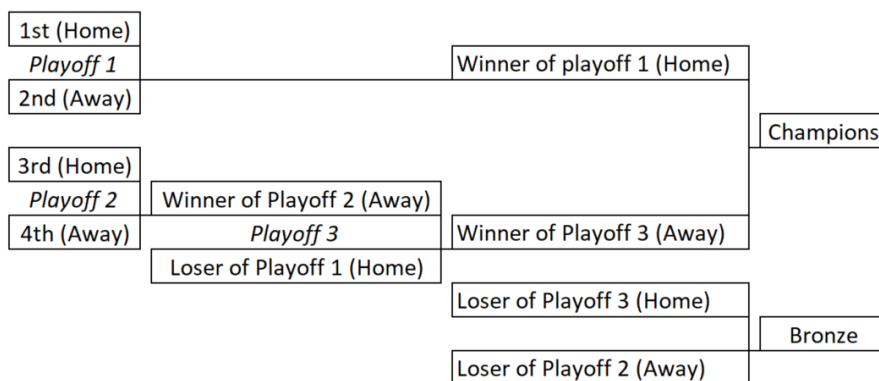 1st (Home)
Playoff 1
2nd (Away)
Winner of playoff 1 (Home)
Champions
3rd (Home)
Playoff 2
4th (Away)
Winner of Playoff 2 (Away)
Playoff 3
Loser of Playoff 1 (Home)
Winner of Playoff 3 (Away)
Loser of Playoff 3 (Home)
Bronze
Loser of Playoff 2 (Away)